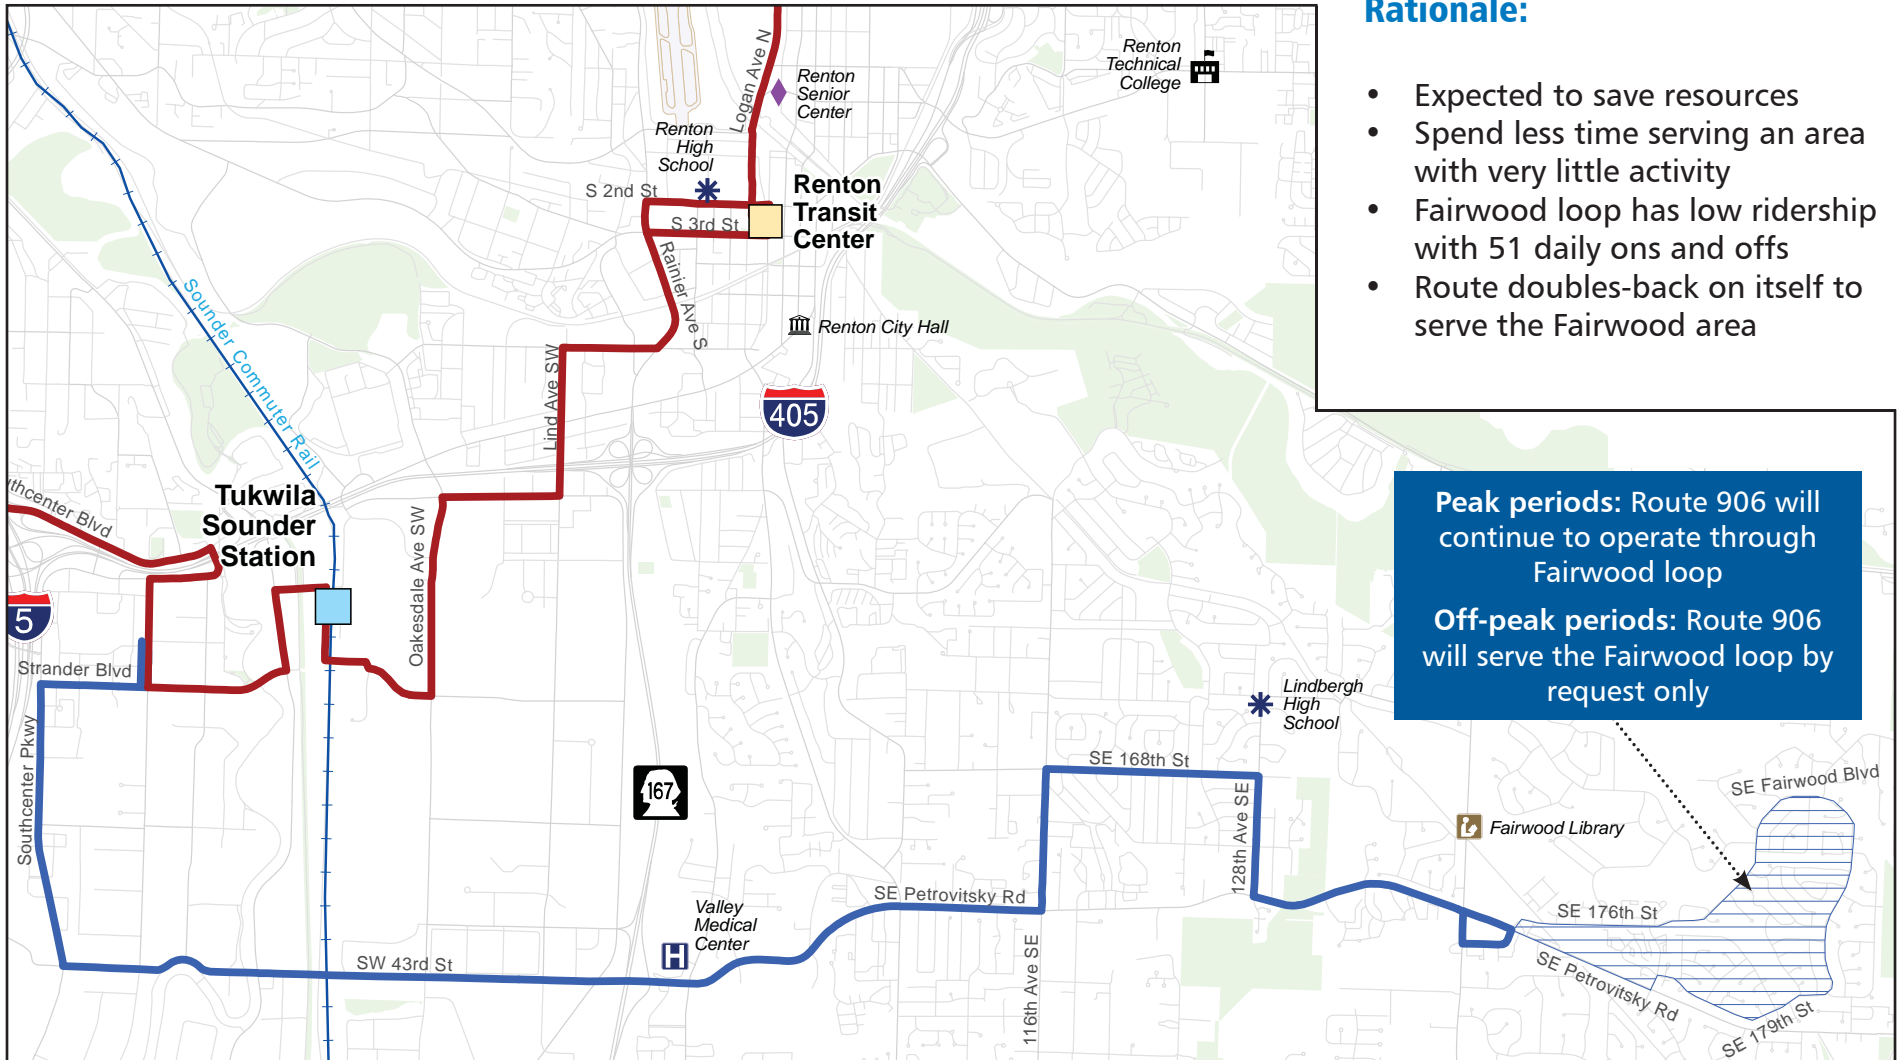 Rationale:
• Expected to save resources
• Spend less time serving an area
with very little activity
• Fairwood loop has low ridership
with 51 daily ons and offs
• Route doubles-back on itself to
serve the Fairwood area
Logan Ave N
Renton
Senior
Center
Renton
Technical
College
Renton
High
School
S 2nd St
S 3rd St
Renton
Transit
Center
Rainier Ave S
Renton City Hall
Sounder Commuter Rail
Lind Ave SW
405
uthcenter Blvd
Tukwila
Sounder
Station
Oakesdale Ave SW
5
Strander Blvd
Southcenter Pkwy
Peak periods: Route 906 will
continue to operate through
Fairwood loop
Off-peak periods: Route 906
will serve the Fairwood loop by
request only
Lindbergh
High
School
SE 168th St
167
128th Ave SE
SE Fairwood Blvd
Fairwood Library
SE Petrovitsky Rd
Valley
Medical
Center
H
SW 43rd St
116th Ave SE
SE 176th St
SE Petrovitsky Rd
SE 179th St